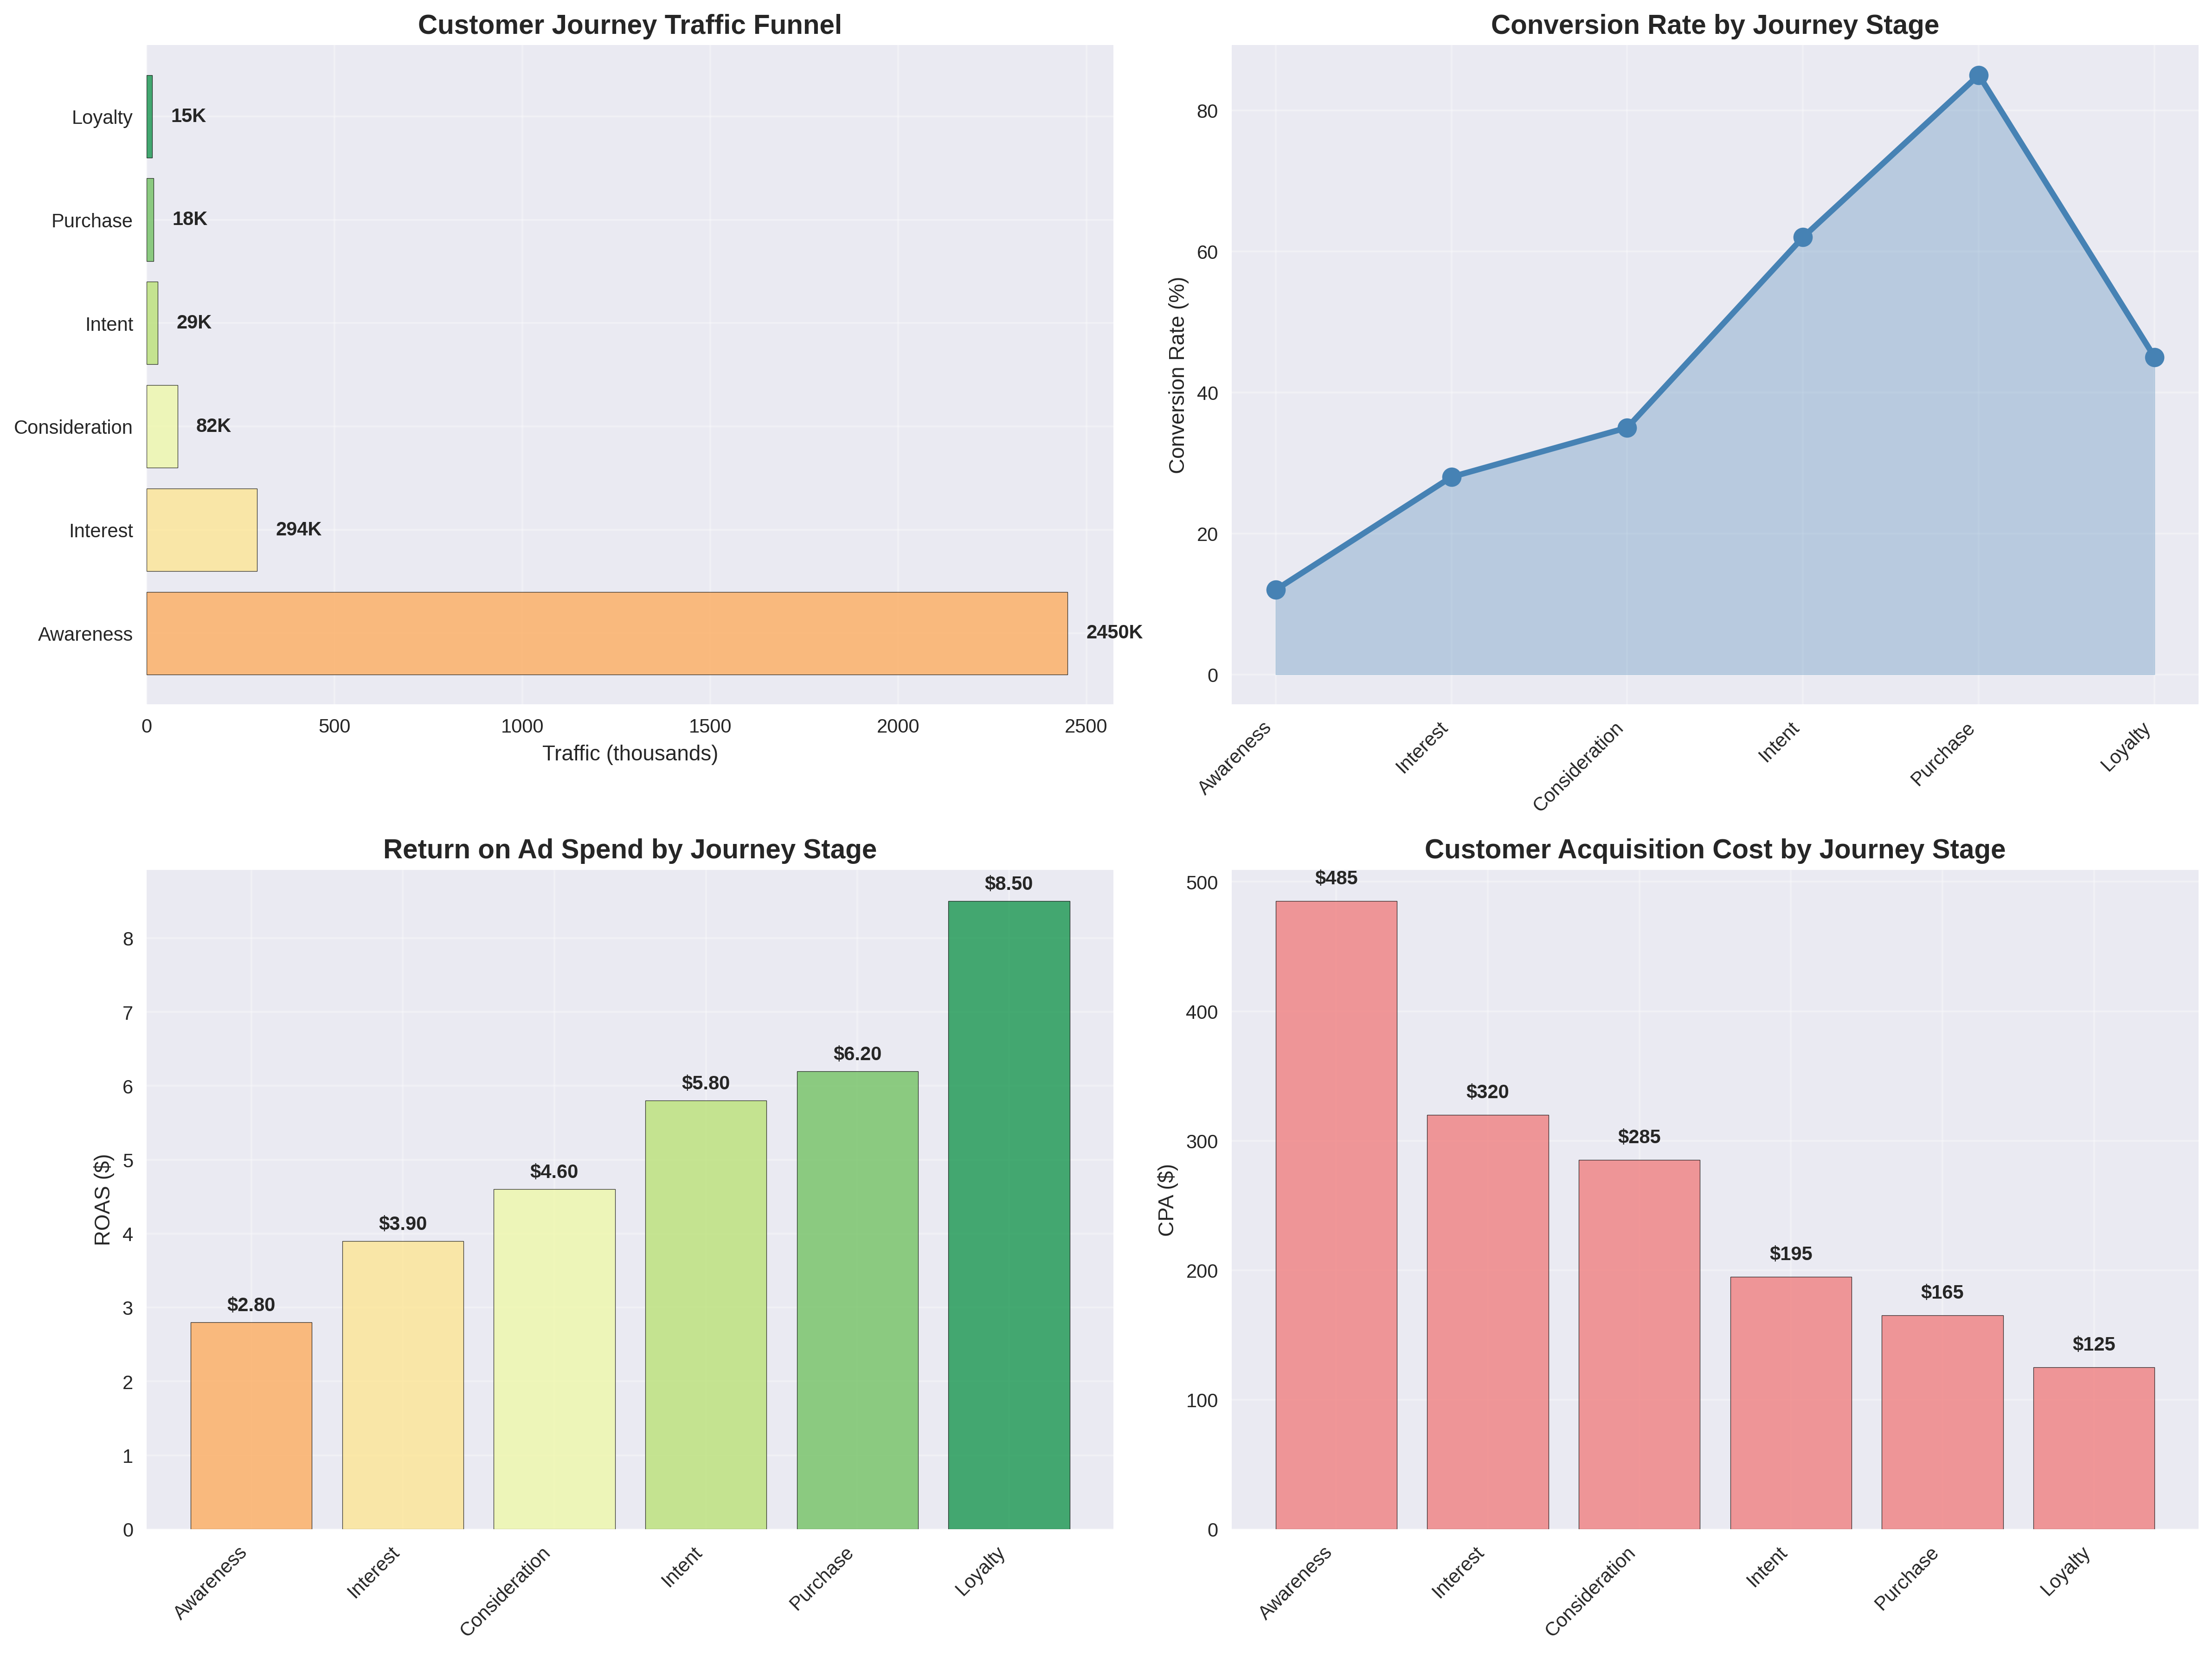 Customer Journey Traffic Funnel
Loyalty
Purchase
Intent
Consideration
Interest
Awareness
15K
18K
29K
82K
294K
2450K
0 500 1000 1500 2000 2500
Traffic (thousands)
Conversion Rate by Journey Stage
Conversion Rate (%)
80
60
40
20
0
Awareness
Interest
Consideration
Intent
Purchase
Loyalty
Return on Ad Spend by Journey Stage
ROAS ($)
8
7
6
5
4
3
2
1
0
$2.80
$3.90
$4.60
$5.80
$6.20
$8.50
Awareness
Interest
Consideration
Intent
Purchase
Loyalty
Customer Acquisition Cost by Journey Stage
CPA ($)
500
400
300
200
100
0
$485
$320
$285
$195
$165
$125
Awareness
Interest
Consideration
Intent
Purchase
Loyalty